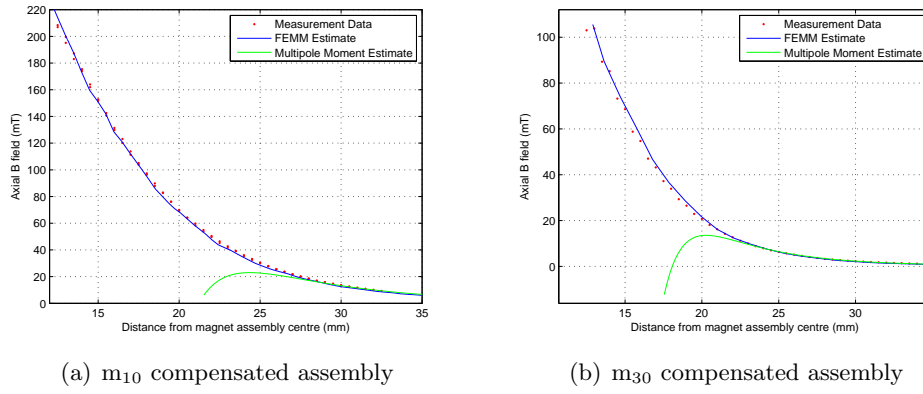 220
200
180
160
140
120
100
80
60
40
20
0
15
20
25
30
35
Axial B field (mT)
Distance from magnet assembly centre (mm)
Measurement Data
FEMM Estimate
Multipole Moment Estimate
(a) m₁₀ compensated assembly
100
80
60
40
20
0
15
20
25
30
Axial B field (mT)
Distance from magnet assembly centre (mm)
Measurement Data
FEMM Estimate
Multipole Moment Estimate
(b) m₃₀ compensated assembly